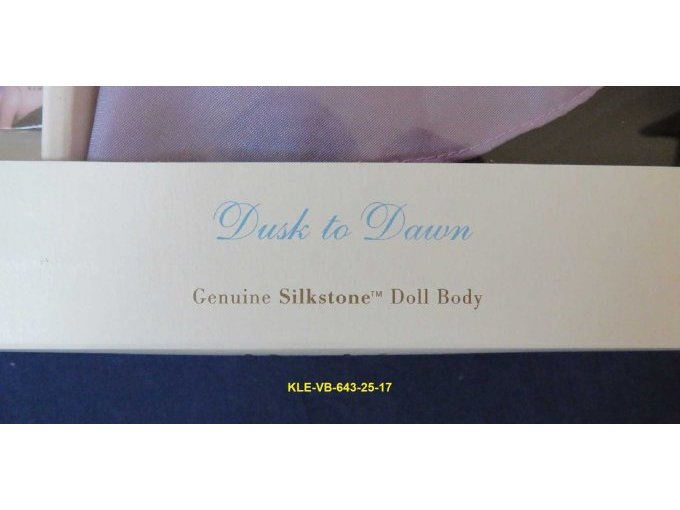 Dusk to Dawn
Genuine Silkstone™ Doll Body
KLE-VB-643-25-17